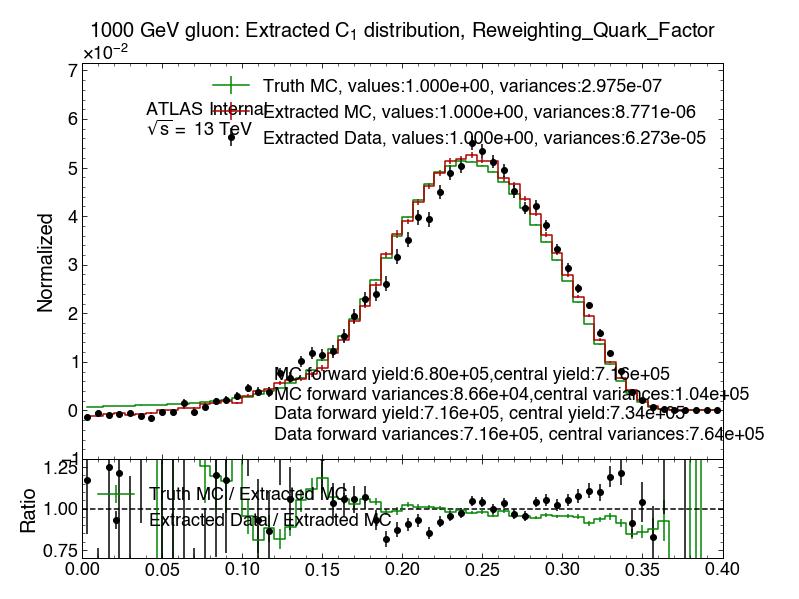 1000 GeV gluon: Extracted C1 distribution, Reweighting_Quark_Factor
×10−2
Truth MC, values:1.000e+00, variances:2.975e-07
ATLAS Internal
Extracted MC, values:1.000e+00, variances:8.771e-06
√s = 13 TeV
Extracted Data, values:1.000e+00, variances:6.273e-05
7
6
5
4
3
2
1
0
Normalized
MC forward yield:6.80e+05,central yield:
MC forward variances:8.66e+04,central variances:1.04e+05
Data forward yield:7.16e+05, central yield:7.34e+05
Data forward variances:7.16e+05, central variances:7.64e+05
1.25
1.00
0.75
Ratio
Truth MC / Extracted MC
Extracted Data / Extracted MC
0.00 0.05 0.10 0.15 0.20 0.25 0.30 0.35 0.40